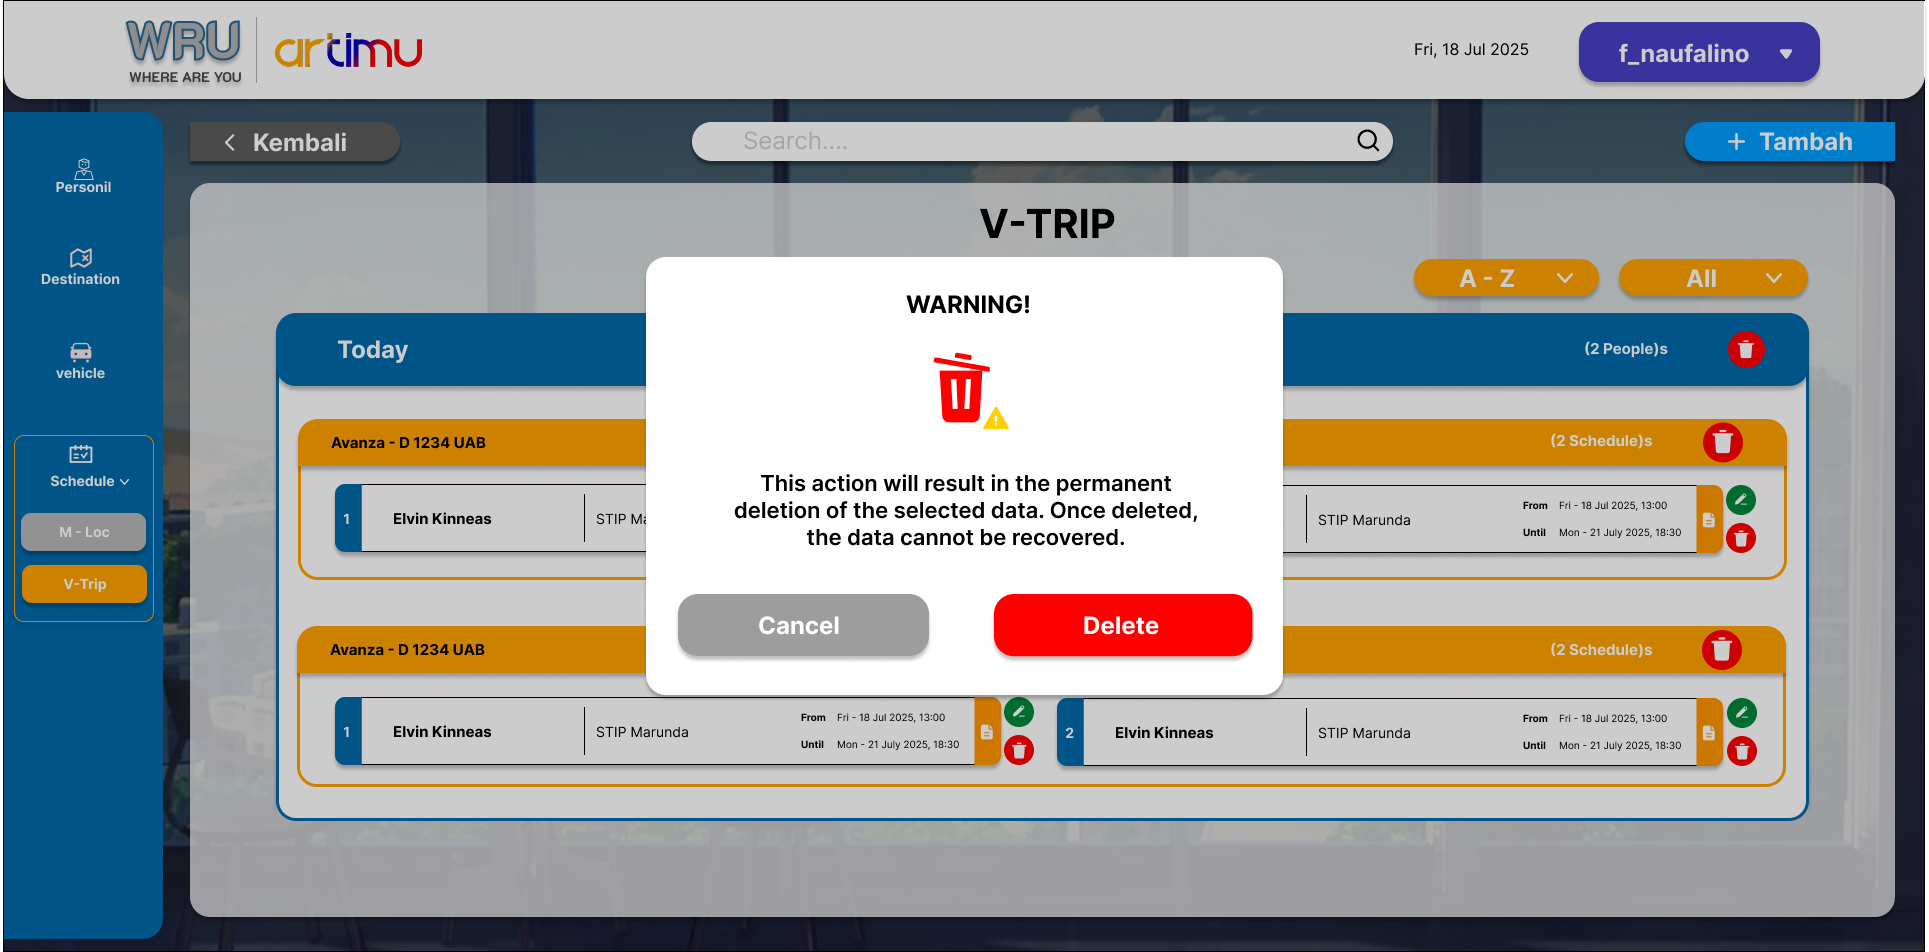 WRU
WHERE ARE YOU
artimu
Fri, 18 Jul 2025
f_naufalino
Kembali
Search....
+ Tambah
Personil
Destination
vehicle
Schedule
M - Loc
V-Trip
V-TRIP
A - Z
All
Today
(2 People)s
Avanza - D 1234 UAB
(2 Schedule)s
1
Elvin Kinneas
STIP Ma
STIP Marunda
From Fri - 18 Jul 2025, 13:00
Until Mon - 21 July 2025, 18:30
WARNING!
This action will result in the permanent
deletion of the selected data. Once deleted,
the data cannot be recovered.
Cancel
Delete
Avanza - D 1234 UAB
(2 Schedule)s
1
Elvin Kinneas
STIP Marunda
From Fri - 18 Jul 2025, 13:00
Until Mon - 21 July 2025, 18:30
2
Elvin Kinneas
STIP Marunda
From Fri - 18 Jul 2025, 13:00
Until Mon - 21 July 2025, 18:30